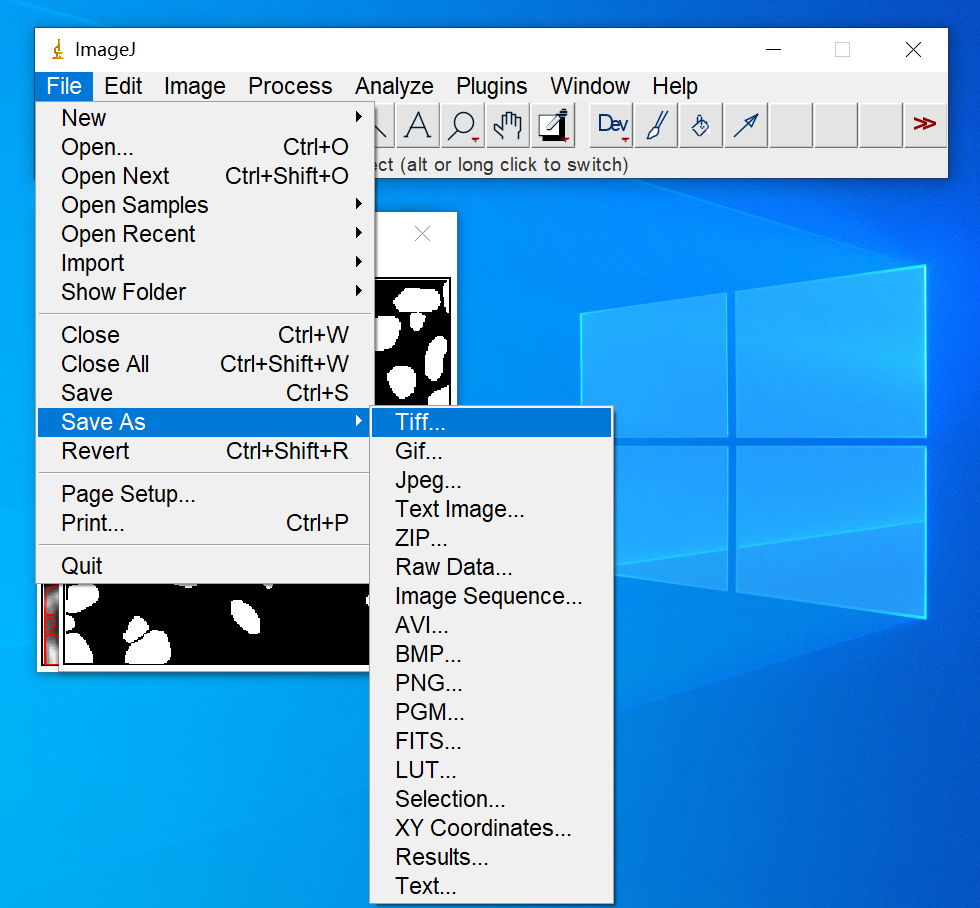 ImageJ
File Edit Image Process Analyze Plugins Window Help
Dev
>>
ct (alt or long click to switch)
New
Open... Ctrl+O
Open Next Ctrl+Shift+O
Open Samples
Open Recent
Import
Show Folder
Close Ctrl+W
Close All Ctrl+Shift+W
Save Ctrl+S
Save As
Revert Ctrl+Shift+R
Page Setup...
Print... Ctrl+P
Quit
Tiff...
Gif...
Jpeg...
Text Image...
ZIP...
Raw Data...
Image Sequence...
AVI...
BMP...
PNG...
PGM...
FITS...
LUT...
Selection...
XY Coordinates...
Results...
Text...